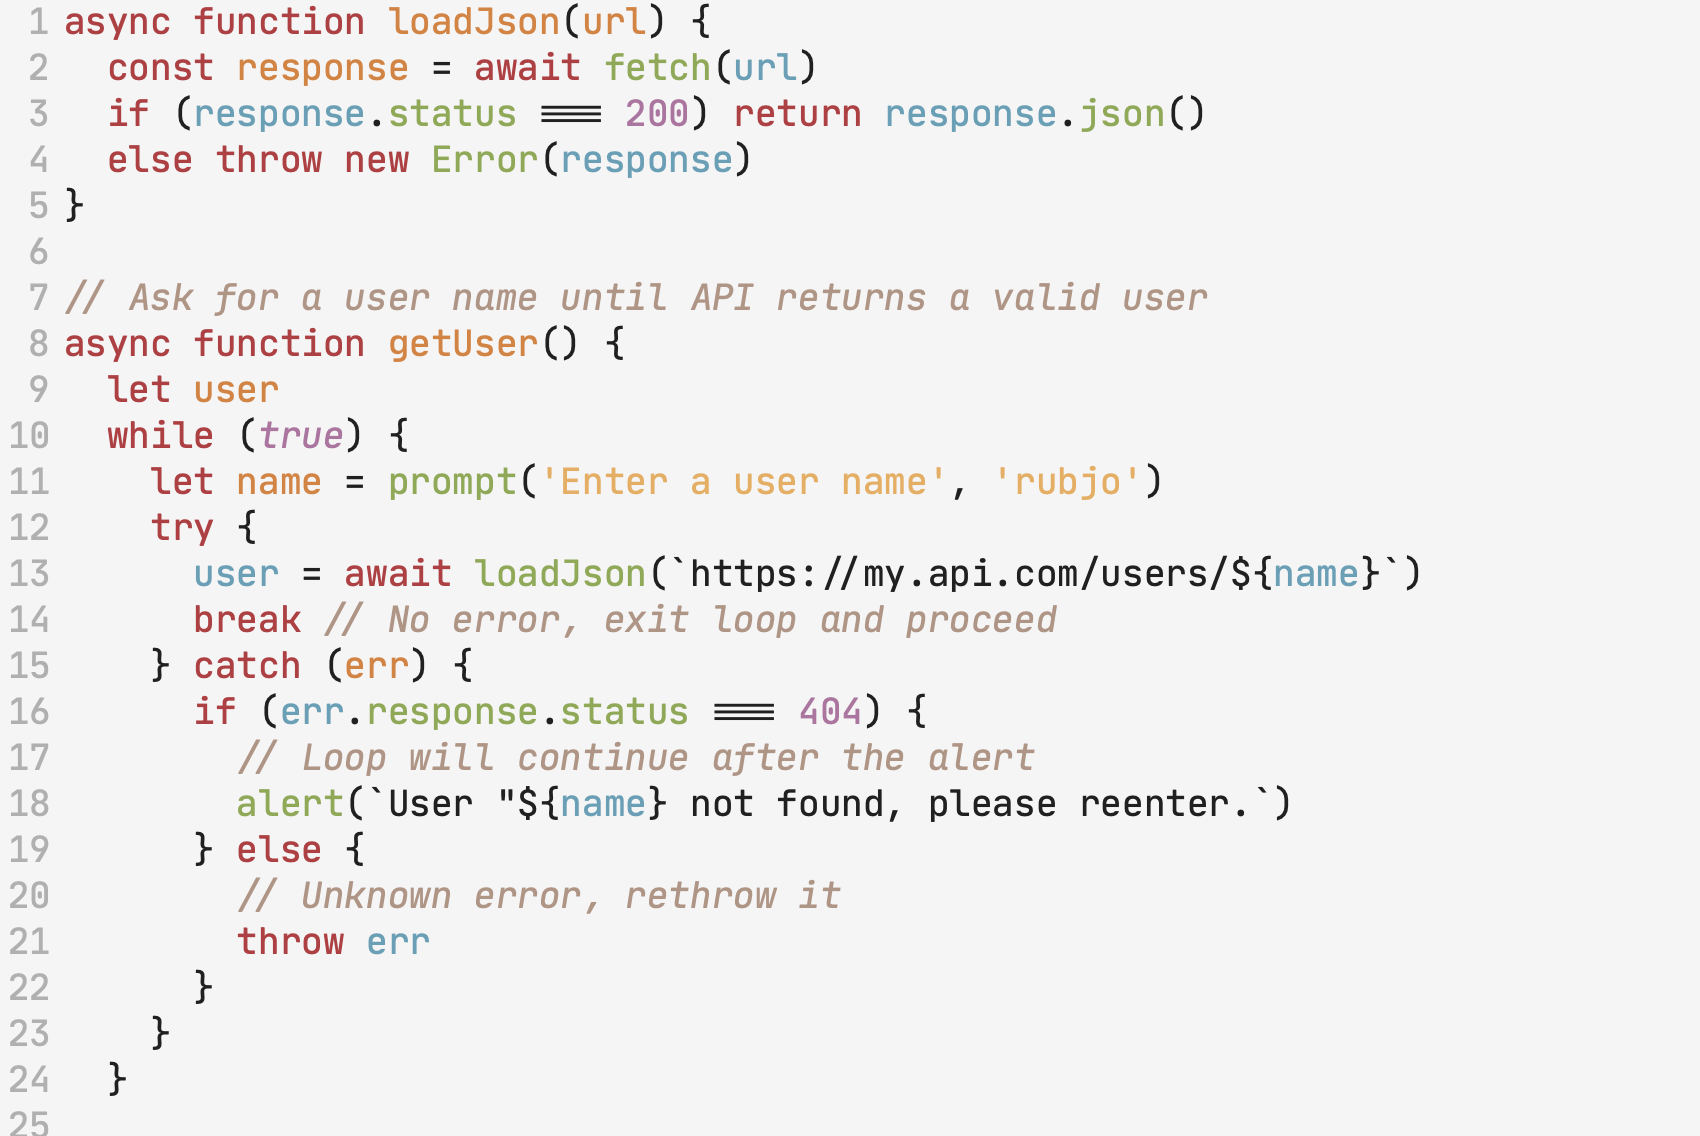 1 async function loadJson(url) {
2   const response = await fetch(url)
3   if (response.status === 200) return response.json()
4   else throw new Error(response)
5 }
6
7 // Ask for a user name until API returns a valid user
8 async function getUser() {
9   let user
10   while (true) {
11     let name = prompt('Enter a user name', 'rubjo')
12     try {
13       user = await loadJson(`https://my.api.com/users/${name}`)
14       break // No error, exit loop and proceed
15     } catch (err) {
16       if (err.response.status === 404) {
17         // Loop will continue after the alert
18         alert(`User "${name} not found, please reenter.`)
19       } else {
20         // Unknown error, rethrow it
21         throw err
22       }
23     }
24   }
25